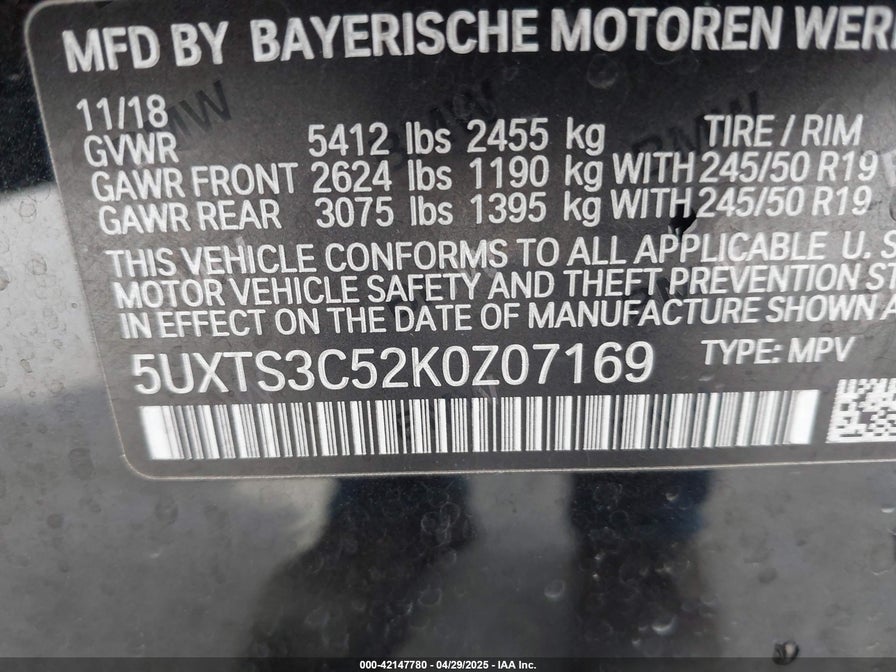 MFD BY BAYERISCHE MOTOREN WER
11/18
GVWR 5412 lbs 2455 kg TIRE / RIM
GAWR FRONT 2624 lbs 1190 kg WITH 245/50 R19
GAWR REAR 3075 lbs 1395 kg WITH 245/50 R19
THIS VEHICLE CONFORMS TO ALL APPLICABLE U. S
MOTOR VEHICLE SAFETY AND THEFT PREVENTION ST
IN EFFECT ON THE DATE OF MANUFACTURE SHOWN A
5UXTS3C52K0Z07169 TYPE: MPV
000-42147780 - 04/29/2025 - IAA Inc.